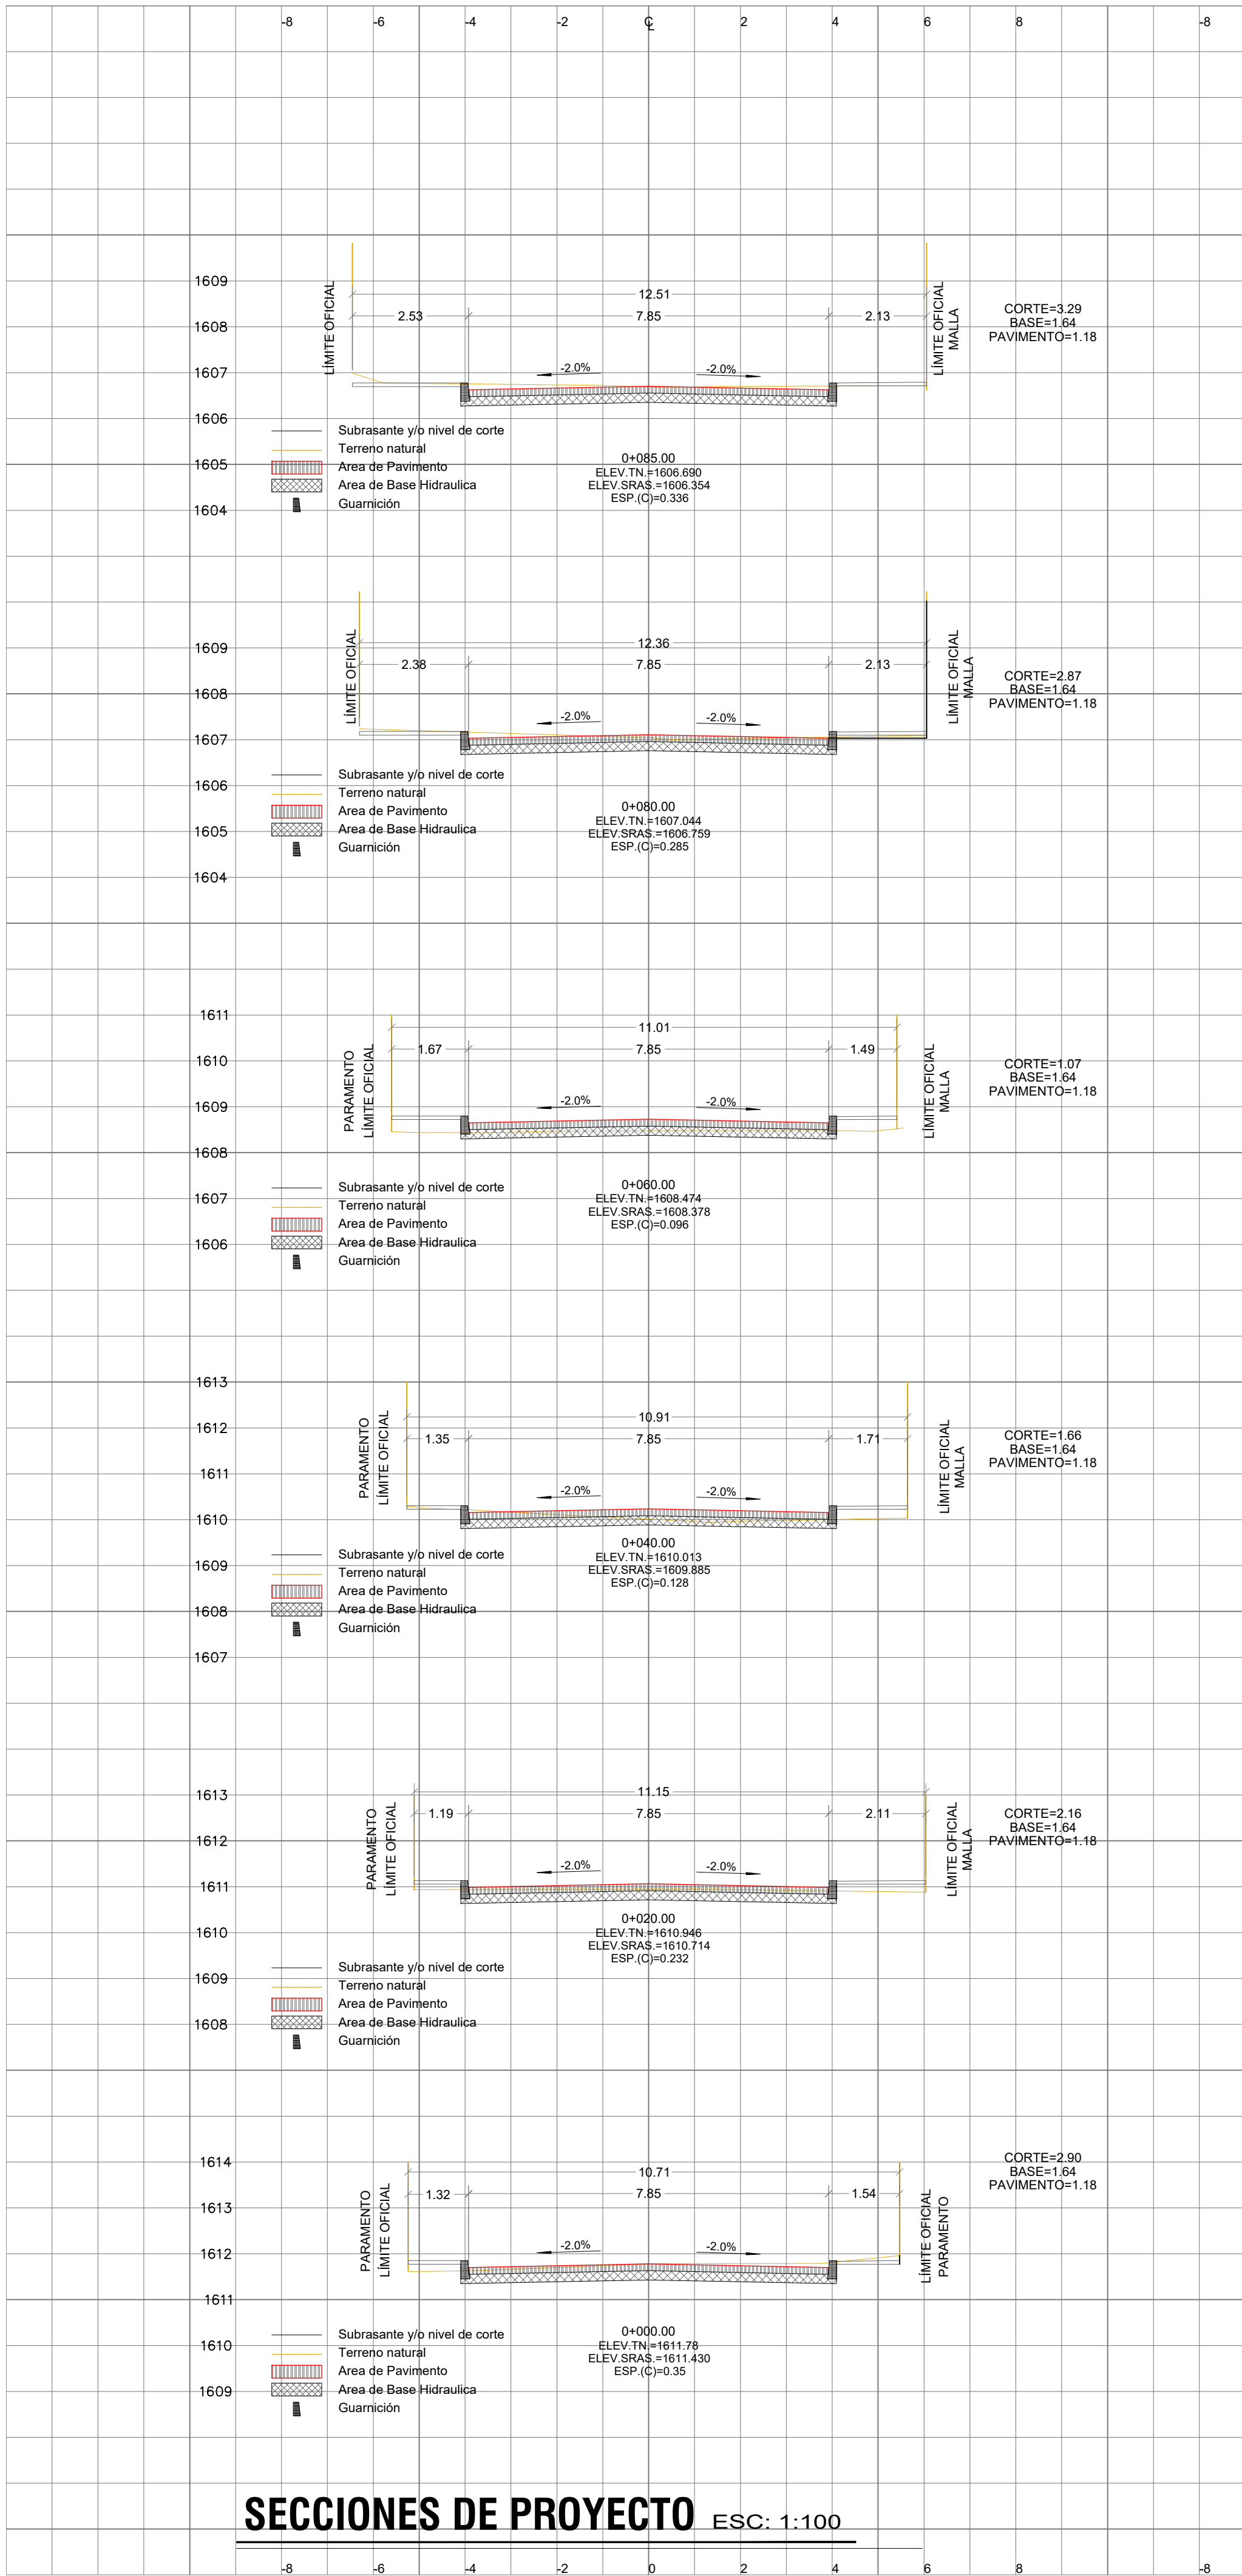 -8 -6 -4 -2 ℄ 2 4 6 8 -8
1609
1608
1607
1606
1605
1604
LÍMITE OFICIAL
12.51
2.53 7.85 2.13
LÍMITE OFICIAL
MALLA
CORTE=3.29
BASE=1.64
PAVIMENTO=1.18
-2.0% -2.0%
Subrasante y/o nivel de corte
Terreno natural
Area de Pavimento
Area de Base Hidraulica
Guarnición
0+085.00
ELEV.TN.=1606.690
ELEV.SRAS.=1606.354
ESP.(C)=0.336
1609
1608
1607
1606
1605
1604
LÍMITE OFICIAL
12.36
2.38 7.85 2.13
LÍMITE OFICIAL
MALLA
CORTE=2.87
BASE=1.64
PAVIMENTO=1.18
-2.0% -2.0%
Subrasante y/o nivel de corte
Terreno natural
Area de Pavimento
Area de Base Hidraulica
Guarnición
0+080.00
ELEV.TN.=1607.044
ELEV.SRAS.=1606.759
ESP.(C)=0.285
1611
1610
1609
1608
1607
1606
PARAMENTO
LÍMITE OFICIAL
11.01
1.67 7.85 1.49
LÍMITE OFICIAL
MALLA
CORTE=1.07
BASE=1.64
PAVIMENTO=1.18
-2.0% -2.0%
Subrasante y/o nivel de corte
Terreno natural
Area de Pavimento
Area de Base Hidraulica
Guarnición
0+060.00
ELEV.TN.=1608.474
ELEV.SRAS.=1608.378
ESP.(C)=0.096
1613
1612
1611
1610
1609
1608
1607
PARAMENTO
LÍMITE OFICIAL
10.91
1.35 7.85 1.71
LÍMITE OFICIAL
MALLA
CORTE=1.66
BASE=1.64
PAVIMENTO=1.18
-2.0% -2.0%
Subrasante y/o nivel de corte
Terreno natural
Area de Pavimento
Area de Base Hidraulica
Guarnición
0+040.00
ELEV.TN.=1610.013
ELEV.SRAS.=1609.885
ESP.(C)=0.128
1613
1612
1611
1610
1609
1608
PARAMENTO
LÍMITE OFICIAL
11.15
1.19 7.85 2.11
LÍMITE OFICIAL
MALLA
CORTE=2.16
BASE=1.64
PAVIMENTO=1.18
-2.0% -2.0%
0+020.00
ELEV.TN.=1610.946
ELEV.SRAS.=1610.714
ESP.(C)=0.232
Subrasante y/o nivel de corte
Terreno natural
Area de Pavimento
Area de Base Hidraulica
Guarnición
1614
1613
1612
1611
1610
1609
PARAMENTO
LÍMITE OFICIAL
10.71
1.32 7.85 1.54
LÍMITE OFICIAL
PARAMENTO
CORTE=2.90
BASE=1.64
PAVIMENTO=1.18
-2.0% -2.0%
Subrasante y/o nivel de corte
Terreno natural
Area de Pavimento
Area de Base Hidraulica
Guarnición
0+000.00
ELEV.TN.=1611.78
ELEV.SRAS.=1611.430
ESP.(C)=0.35
SECCIONES DE PROYECTO ESC: 1:100
-8 -6 -4 -2 0 2 4 6 8 -8